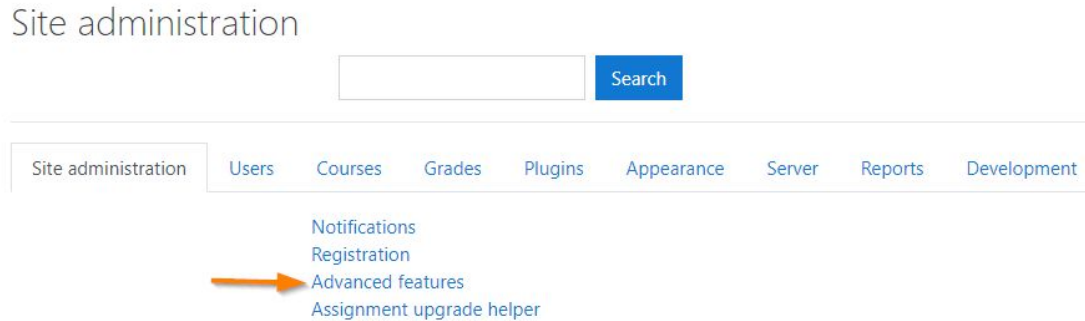 Site administration
Search
Site administration Users Courses Grades Plugins Appearance Server Reports Development
Notifications
Registration
Advanced features
Assignment upgrade helper